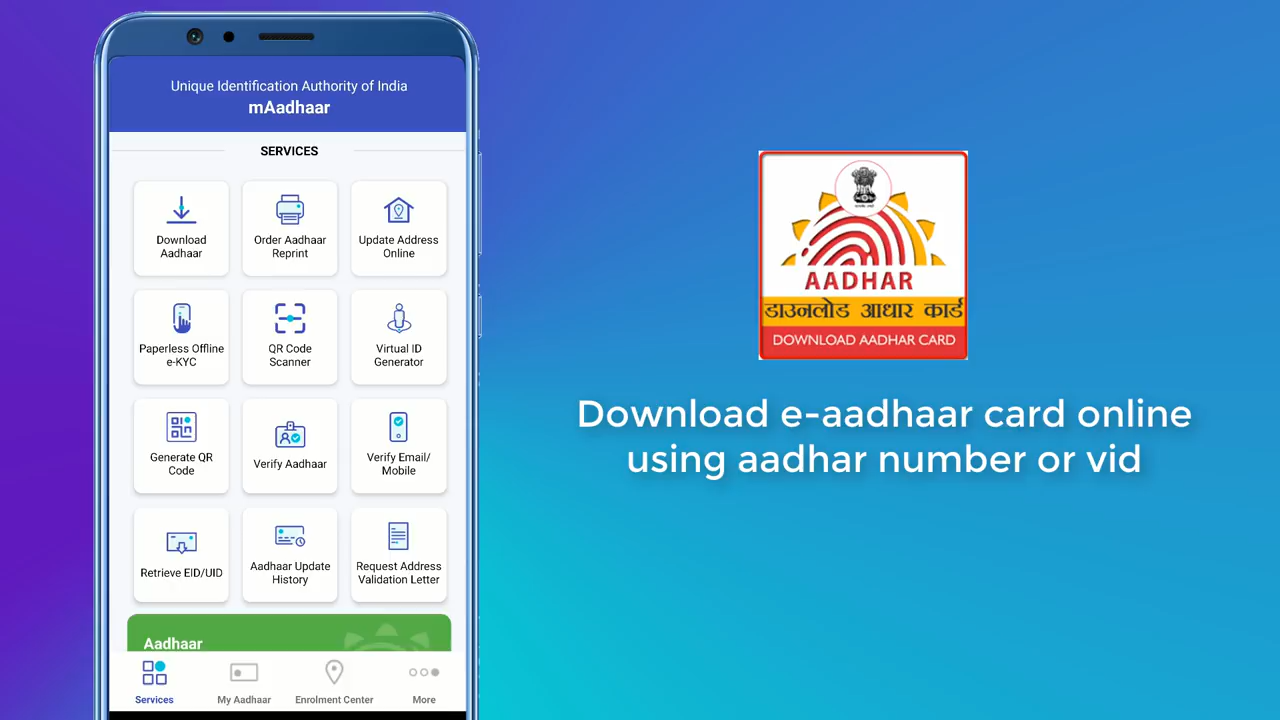 Unique Identification Authority of India
mAadhaar
SERVICES
Download
Aadhaar
Order Aadhaar
Reprint
Update Address
Online
Paperless Offline
e-KYC
QR Code
Scanner
Virtual ID
Generator
Generate QR
Code
Verify Aadhaar
Verify Email/
Mobile
Retrieve EID/UID
Aadhaar Update
History
Request Address
Validation Letter
Aadhaar
Services
My Aadhaar
Enrolment Center
More
AADHAR
डाउनलोड आधार कार्ड
DOWNLOAD AADHAR CARD
Download e-aadhaar card online
using aadhar number or vid